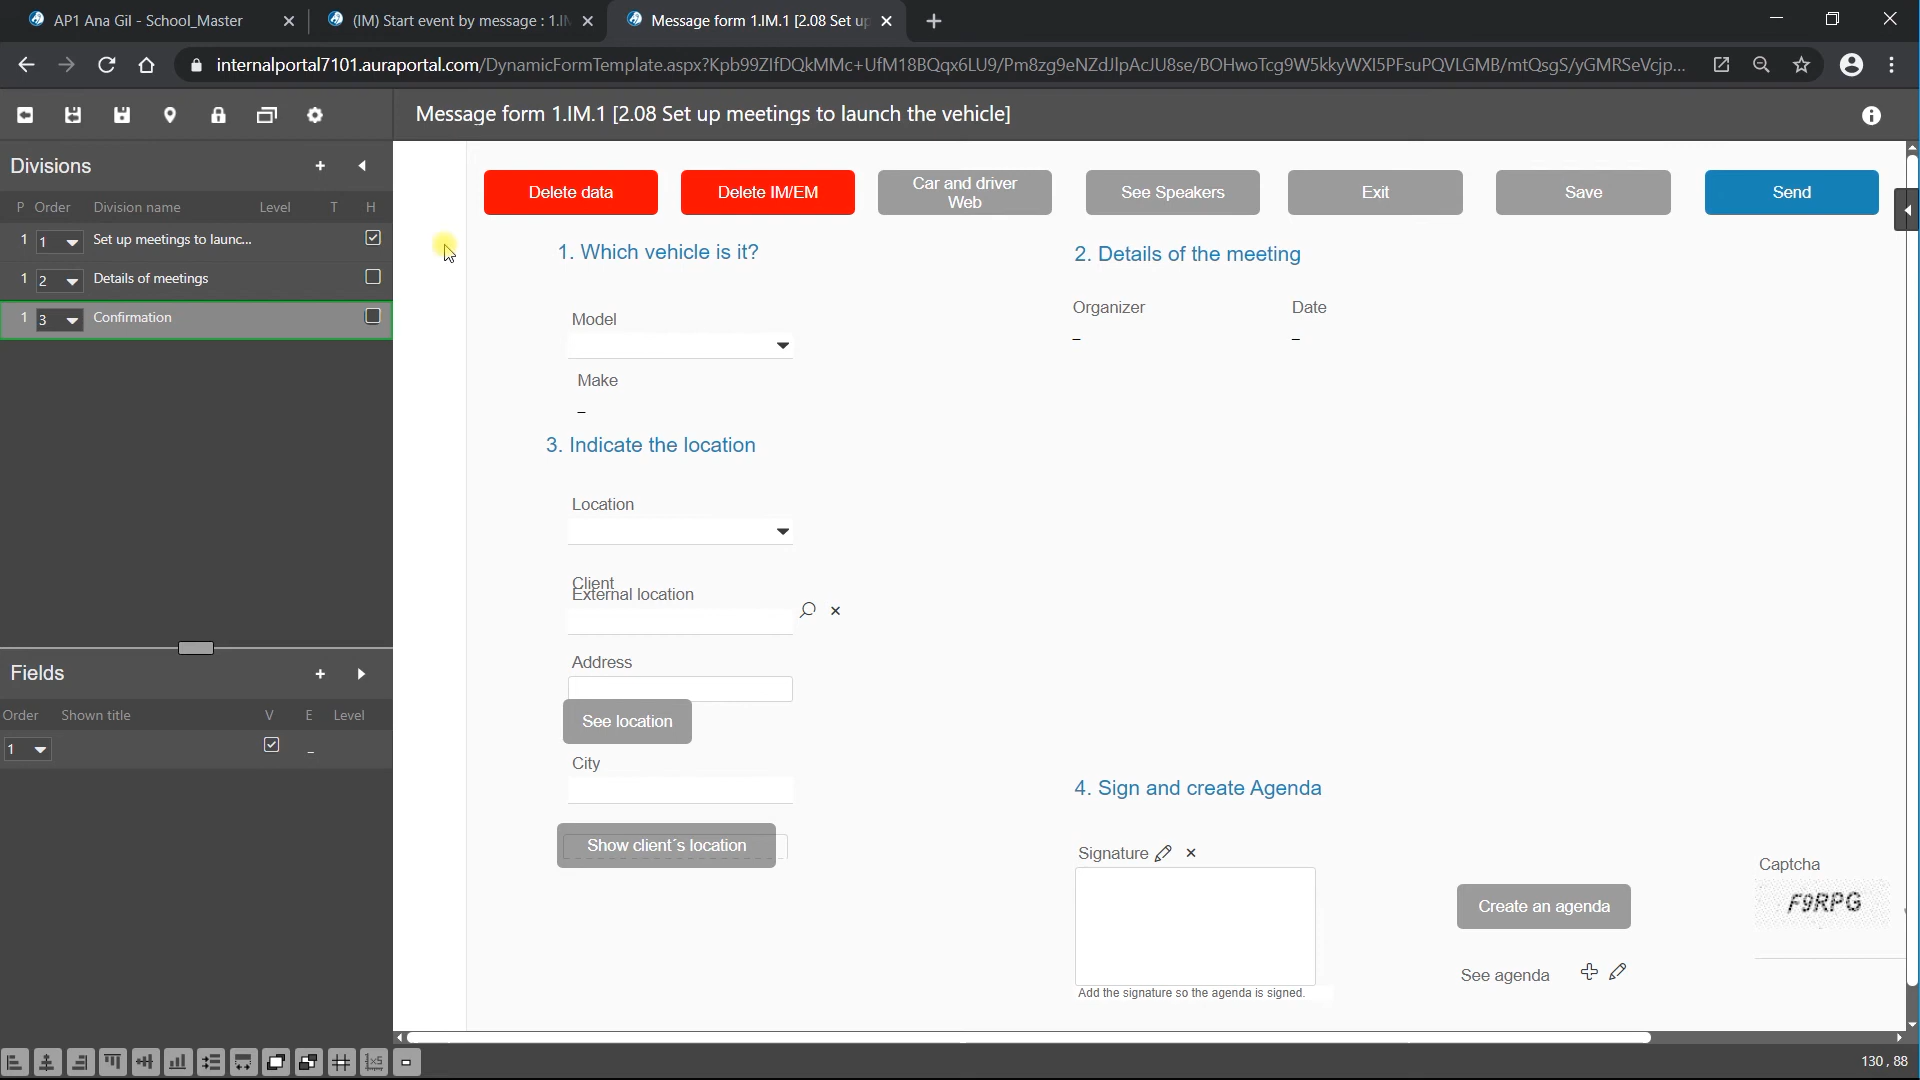 AP1 Ana Gil - School_Master
(IM) Start event by message : 1.IM
Message form 1.IM.1 [2.08 Set up
internalportal7101.auraportal.com/DynamicFormTemplate.aspx?Kpb99ZIfDQkMMc+UfM18BQqx6LU9/Pm8zg9eNZdJlpAcJU8se/BOHwoTcg9W5kkyWXI5PFsuPQVLGMB/mtQsgS/yGMRSeVcjp...
Message form 1.IM.1 [2.08 Set up meetings to launch the vehicle]
Divisions
P Order Division name Level T H
1 1 Set up meetings to launc...
1 2 Details of meetings
1 3 Confirmation
Fields
Order Shown title V E Level
1 _
Delete data
Delete IM/EM
Car and driver
Web
See Speakers
Exit
Save
Send
1. Which vehicle is it?
Model
Make
_
2. Details of the meeting
Organizer Date
_ _
3. Indicate the location
Location
Client
External location
Address
See location
City
Show client´s location
4. Sign and create Agenda
Signature
Add the signature so the agenda is signed.
Create an agenda
See agenda
Captcha
F9RPG
130 , 88